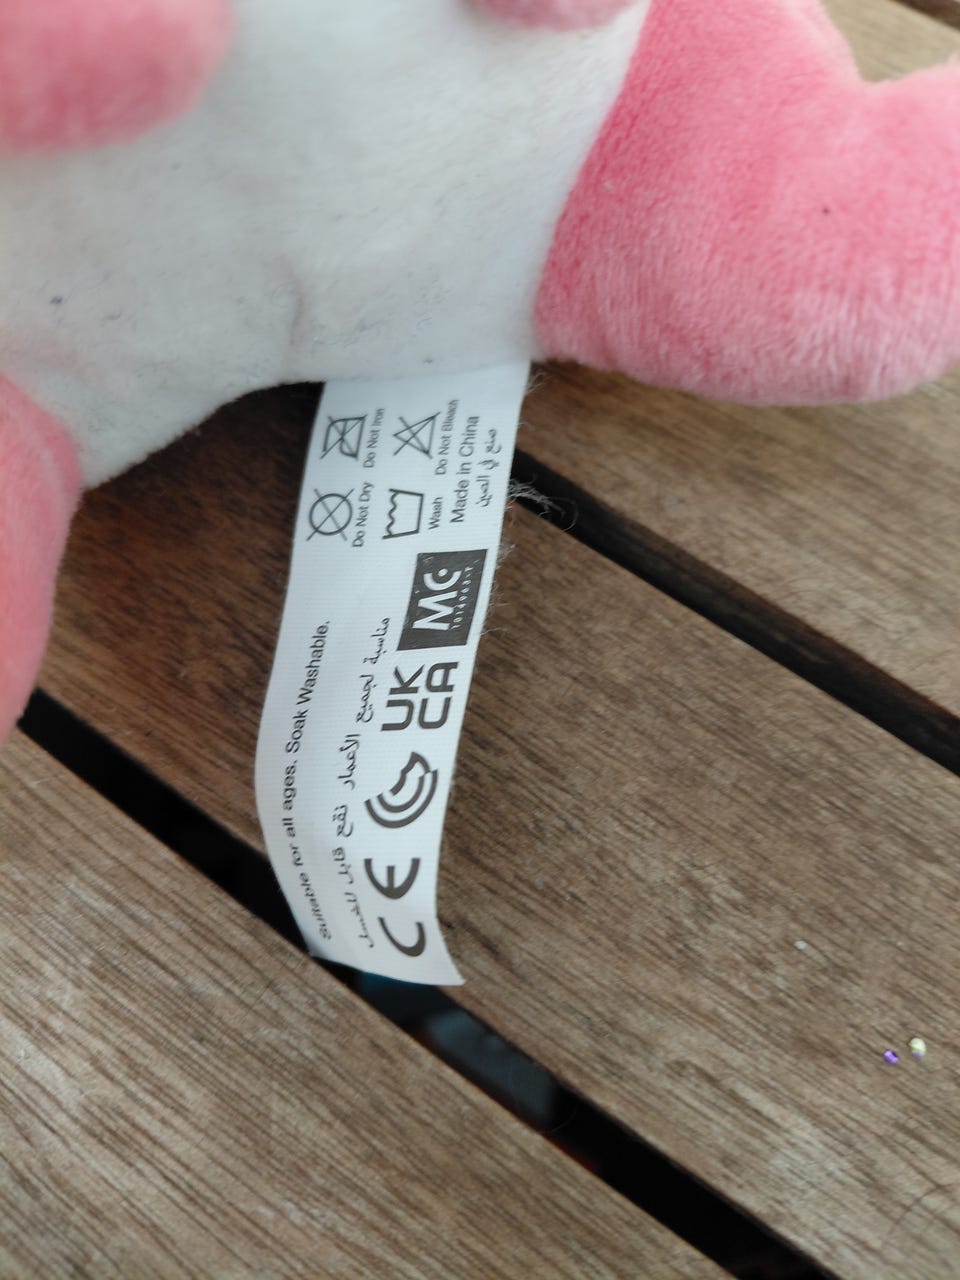 Suitable for all ages. Soak Washable.
مناسبة لجميع الأعمار نقع قابل للغسل
CE
UK
CA
MC
1014963-T
Do Not Dry
Do Not Iron
Wash
Do Not Bleach
Made in China
صنع في الصين